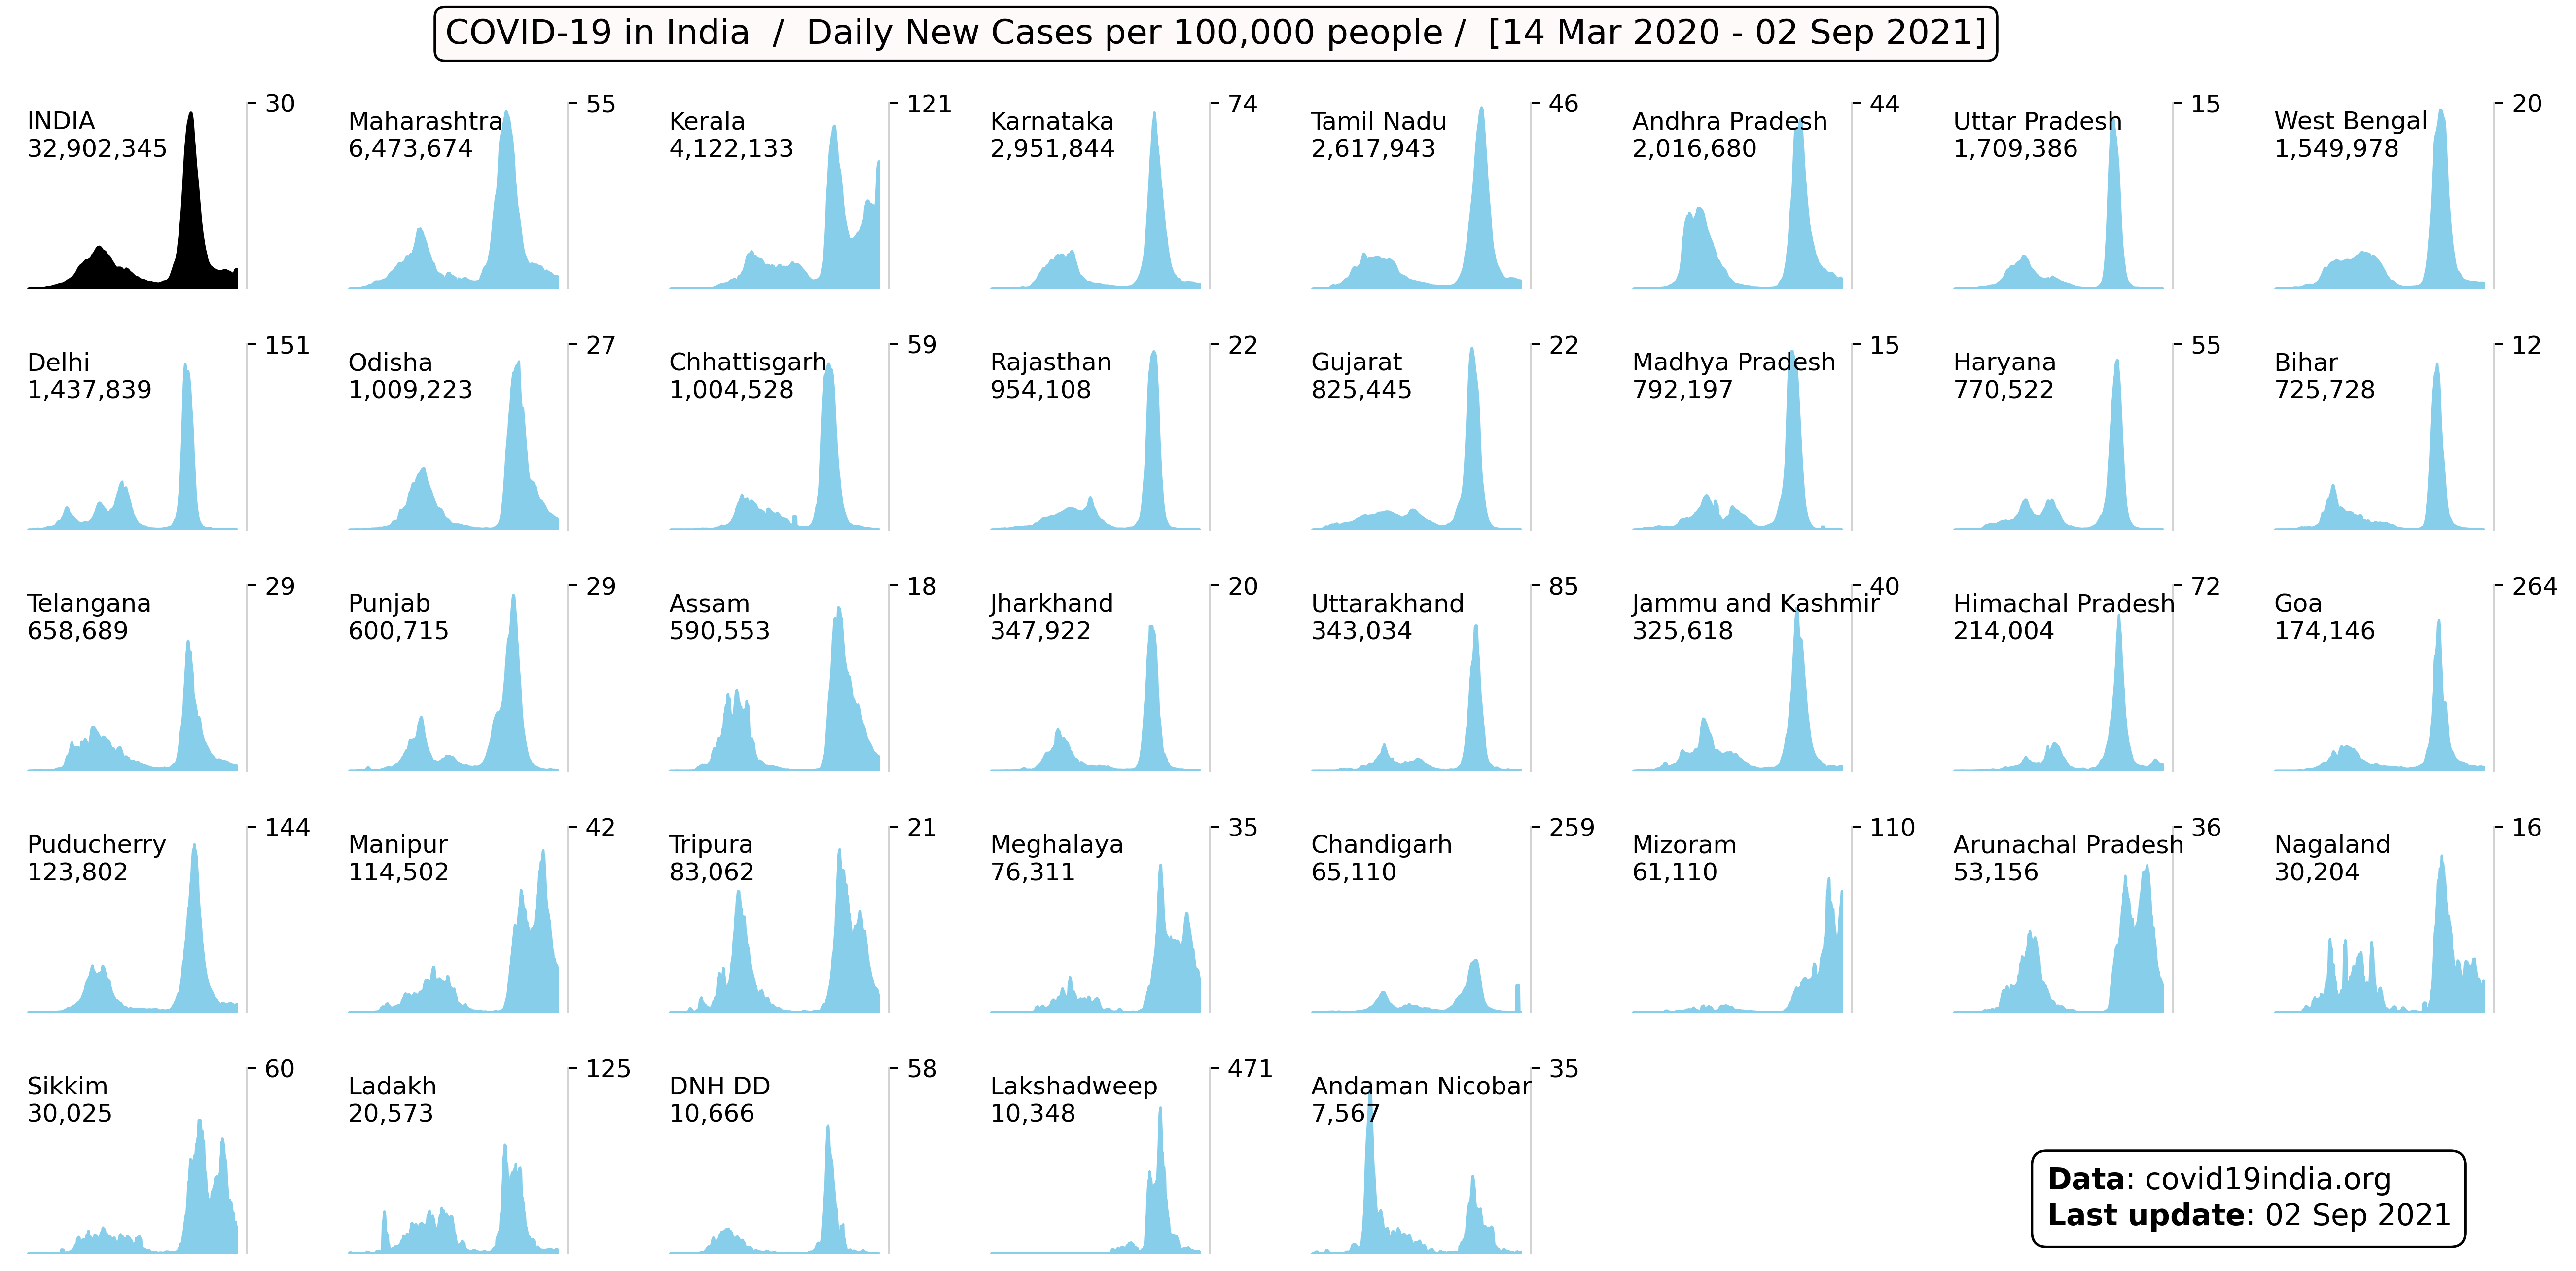 COVID-19 in India / Daily New Cases per 100,000 people / [14 Mar 2020 - 02 Sep 2021]
INDIA
32,902,345
30
Maharashtra
6,473,674
55
Kerala
4,122,133
121
Karnataka
2,951,844
74
Tamil Nadu
2,617,943
46
Andhra Pradesh
2,016,680
44
Uttar Pradesh
1,709,386
15
West Bengal
1,549,978
20
Delhi
1,437,839
151
Odisha
1,009,223
27
Chhattisgarh
1,004,528
59
Rajasthan
954,108
22
Gujarat
825,445
22
Madhya Pradesh
792,197
15
Haryana
770,522
55
Bihar
725,728
12
Telangana
658,689
29
Punjab
600,715
29
Assam
590,553
18
Jharkhand
347,922
20
Uttarakhand
343,034
85
Jammu and Kashmir
325,618
40
Himachal Pradesh
214,004
72
Goa
174,146
264
Puducherry
123,802
144
Manipur
114,502
42
Tripura
83,062
21
Meghalaya
76,311
35
Chandigarh
65,110
259
Mizoram
61,110
110
Arunachal Pradesh
53,156
36
Nagaland
30,204
16
Sikkim
30,025
60
Ladakh
20,573
125
DNH DD
10,666
58
Lakshadweep
10,348
471
Andaman Nicobar
7,567
35
Data: covid19india.org
Last update: 02 Sep 2021